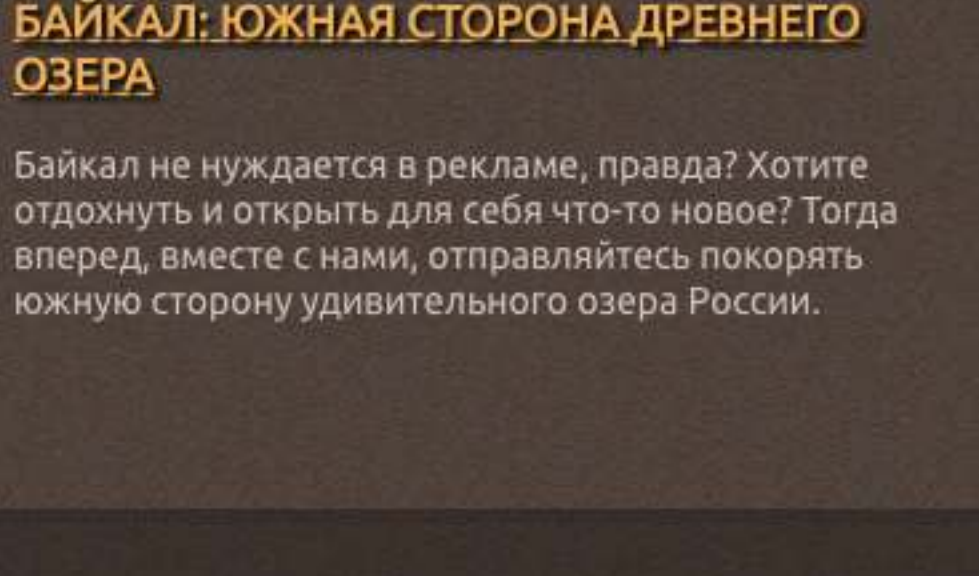 БАЙКАЛ: ЮЖНАЯ СТОРОНА ДРЕВНЕГО
ОЗЕРА
Байкал не нуждается в рекламе, правда? Хотите
отдохнуть и открыть для себя что-то новое? Тогда
вперед, вместе с нами, отправляйтесь покорять
южную сторону удивительного озера России.